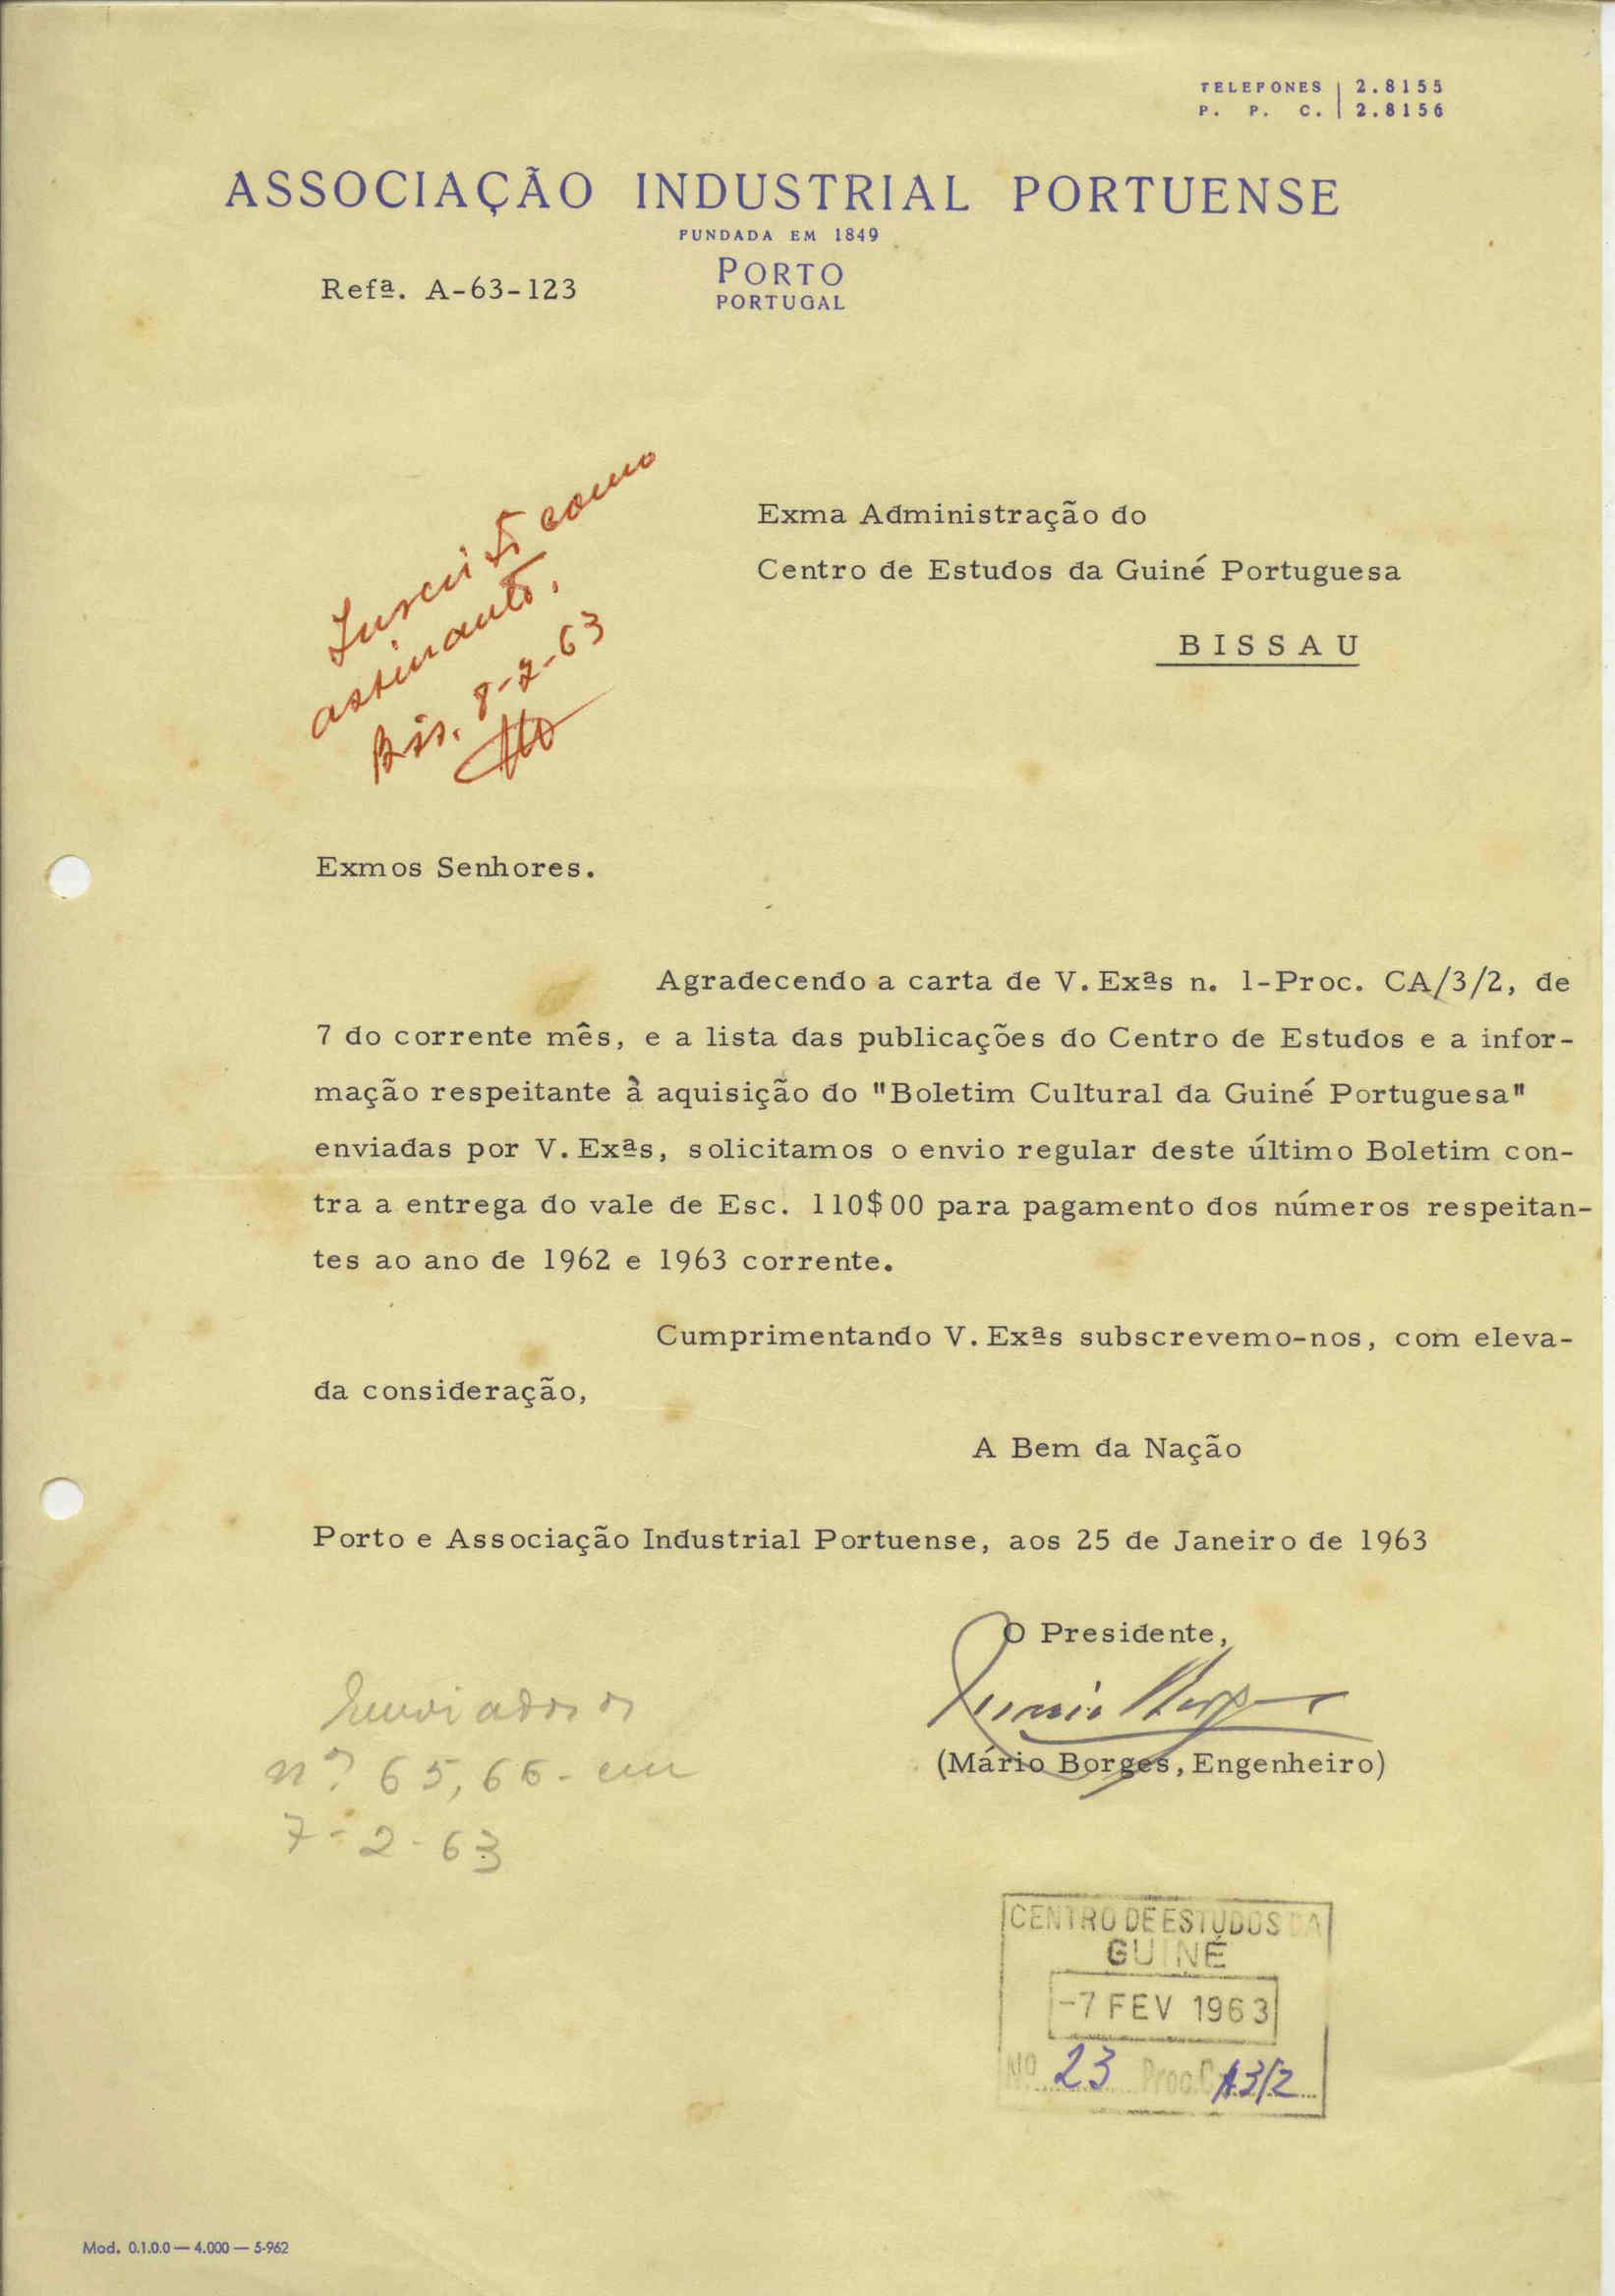 TELEFONES | 2.8155
P. P. C. | 2.8156
ASSOCIAÇÃO INDUSTRIAL PORTUENSE
FUNDADA EM 1849
PORTO
PORTUGAL
Refª. A-63-123
como
assinante.
Bis. 8-2-63
Exma Administração do
Centro de Estudos da Guiné Portuguesa
BISSAU
Exmos Senhores.
Agradecendo a carta de V. Exªs n. 1-Proc. CA/3/2, de
7 do corrente mês, e a lista das publicações do Centro de Estudos e a infor-
mação respeitante à aquisição do "Boletim Cultural da Guiné Portuguesa"
enviadas por V. Exªs, solicitamos o envio regular deste último Boletim con-
tra a entrega do vale de Esc. 110$00 para pagamento dos números respeitan-
tes ao ano de 1962 e 1963 corrente.
Cumprimentando V. Exªs subscrevemo-nos, com eleva-
da consideração,
A Bem da Nação
Porto e Associação Industrial Portuense, aos 25 de Janeiro de 1963
O Presidente,
Mário Borges
(Mário Borges, Engenheiro)
Enviados os
nº 65, 66 - em
7-2-63
CENTRO DE ESTUDOS DA
GUINÉ
-7 FEV 1963
Nº 23 Proc. CA3/2
Mod. 0.1.0.0 — 4.000 — 5-962